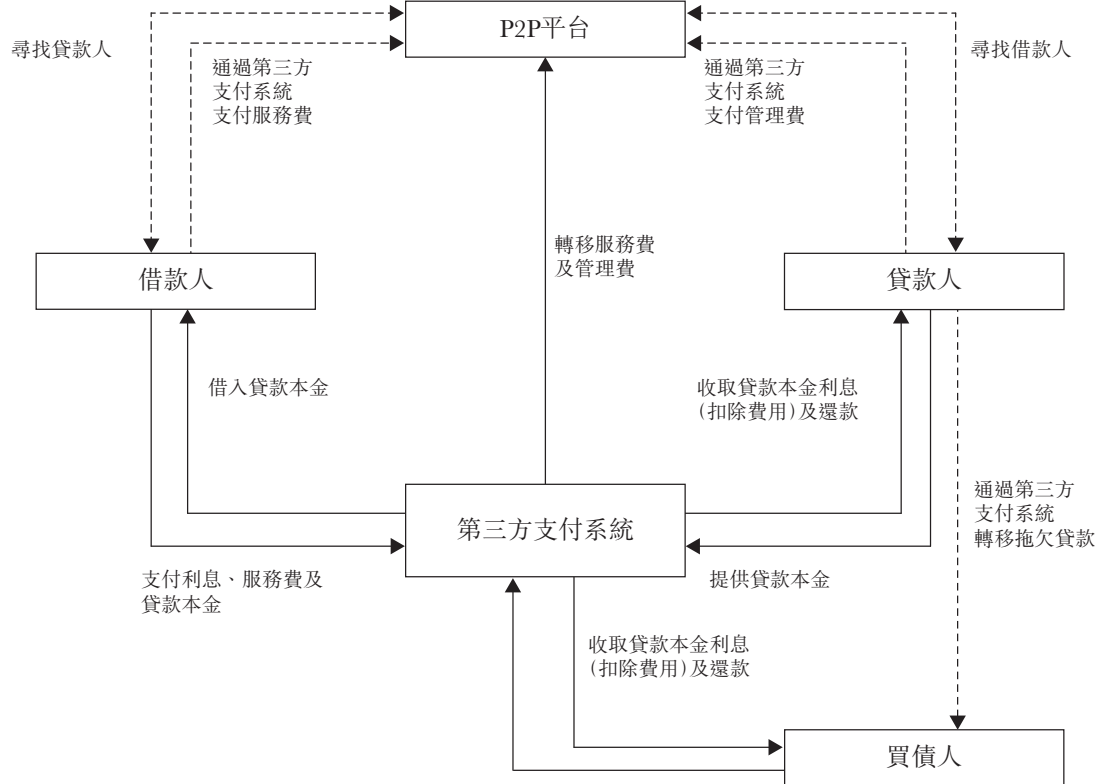 P2P平台
尋找貸款人
尋找借款人
通過第三方
支付系統
支付服務費
通過第三方
支付系統
支付管理費
轉移服務費
及管理費
借款人
貸款人
借入貸款本金
收取貸款本金利息
(扣除費用)及還款
第三方支付系統
通過第三方
支付系統
轉移拖欠貸款
支付利息、服務費及
貸款本金
提供貸款本金
收取貸款本金利息
(扣除費用)及還款
買債人